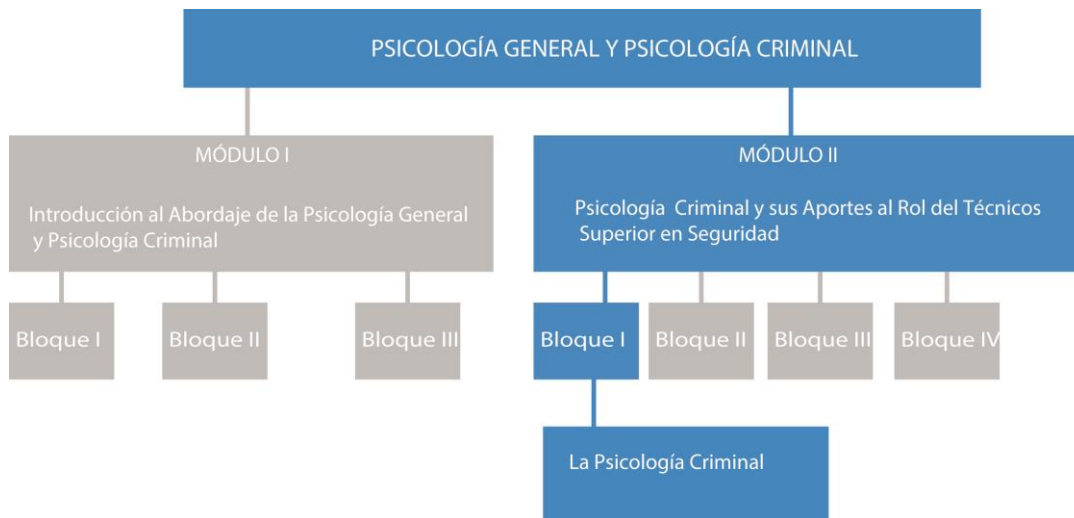 PSICOLOGÍA GENERAL Y PSICOLOGÍA CRIMINAL
MÓDULO I
Introducción al Abordaje de la Psicología General
y Psicología Criminal
MÓDULO II
Psicología Criminal y sus Aportes al Rol del Técnicos
Superior en Seguridad
Bloque I
Bloque II
Bloque III
Bloque I
Bloque II
Bloque III
Bloque IV
La Psicología Criminal